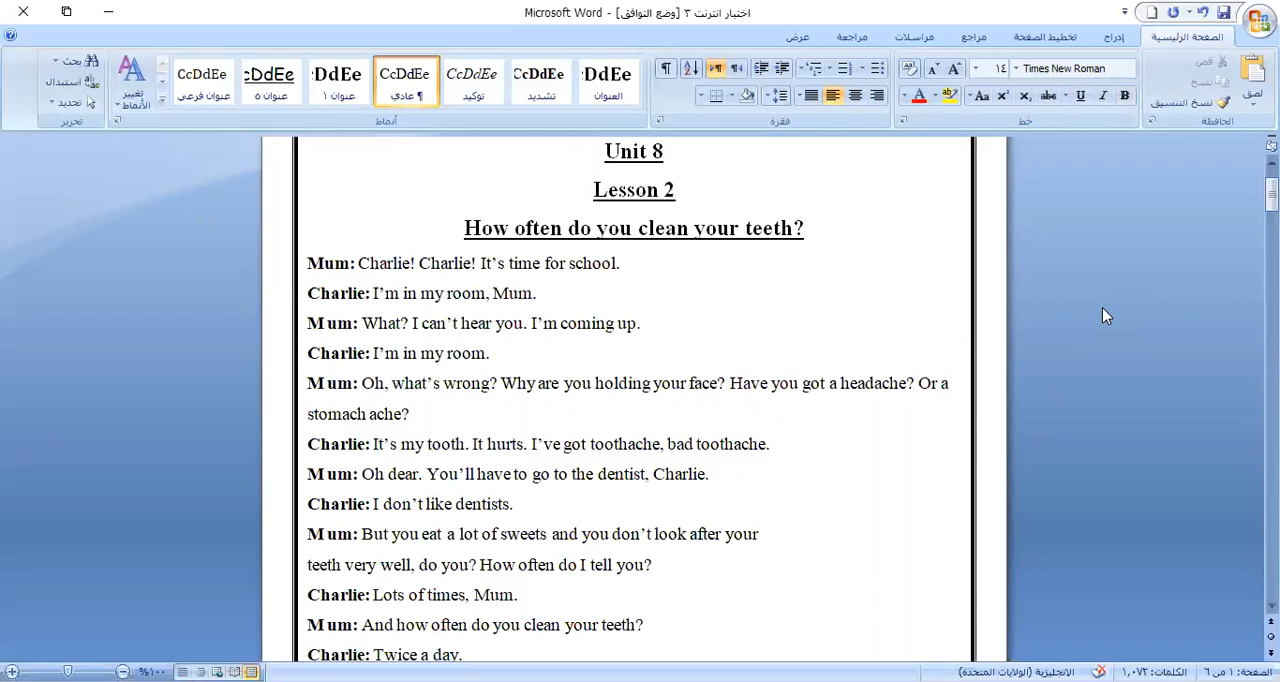 اختبار انترنت ٣ [وضع التوافق] - Microsoft Word
الصفحة الرئيسية إدراج تخطيط الصفحة مراجع مراسلات مراجعة عرض
لصق قص نسخ نسخ التنسيق الحافظة
Times New Roman ١٤
خط
فقرة
CcDdEe عنوان فرعي
CcDdEe عنوان ٥
DdEe عنوان ١
CcDdEe ¶ عادي
CcDdEe توكيد
CcDdEe تشديد
DdEe العنوان
تغيير الأنماط
أنماط
بحث
استبدال
تحديد
تحرير
Unit 8
Lesson 2
How often do you clean your teeth?
Mum: Charlie! Charlie! It’s time for school.
Charlie: I’m in my room, Mum.
Mum: What? I can’t hear you. I’m coming up.
Charlie: I’m in my room.
Mum: Oh, what’s wrong? Why are you holding your face? Have you got a headache? Or a
stomach ache?
Charlie: It’s my tooth. It hurts. I’ve got toothache, bad toothache.
Mum: Oh dear. You’ll have to go to the dentist, Charlie.
Charlie: I don’t like dentists.
Mum: But you eat a lot of sweets and you don’t look after your
teeth very well, do you? How often do I tell you?
Charlie: Lots of times, Mum.
Mum: And how often do you clean your teeth?
Charlie: Twice a day.
الصفحة: ١ من ٦ الكلمات: ١,٠٧٢ الانجليزية (الولايات المتحدة) ١٠٠%